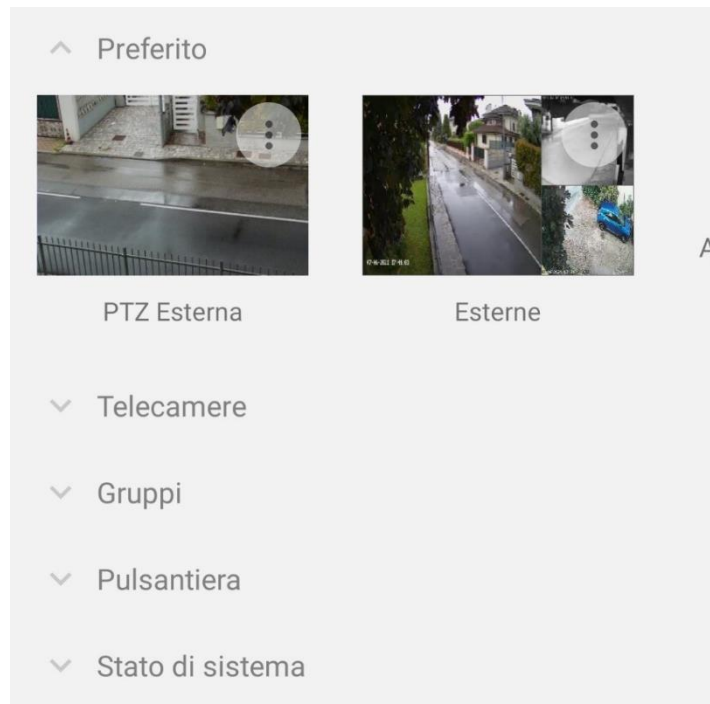 Preferito
PTZ Esterna
Esterne
A
Telecamere
Gruppi
Pulsantiera
Stato di sistema